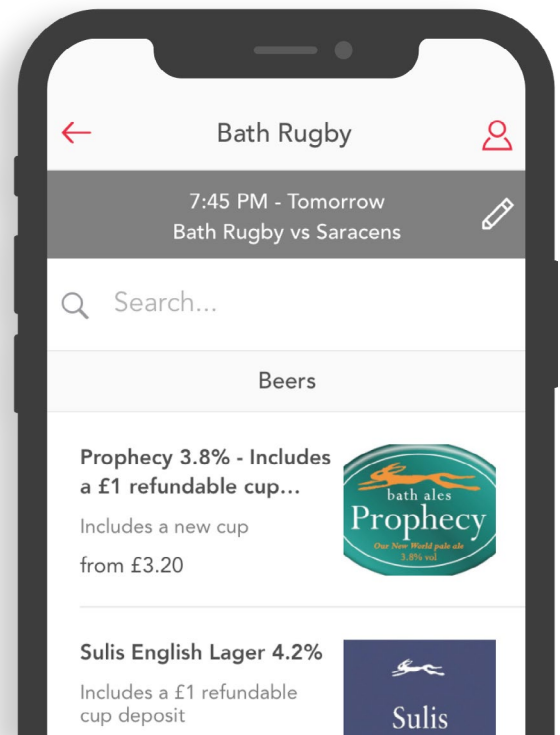 Bath Rugby
7:45 PM - Tomorrow
Bath Rugby vs Saracens
Search...
Beers
Prophecy 3.8% - Includes
a £1 refundable cup...
Includes a new cup
from £3.20
bath ales
Prophecy
Our New World pale ale
3.8% vol
Sulis English Lager 4.2%
Includes a £1 refundable
cup deposit
Sulis